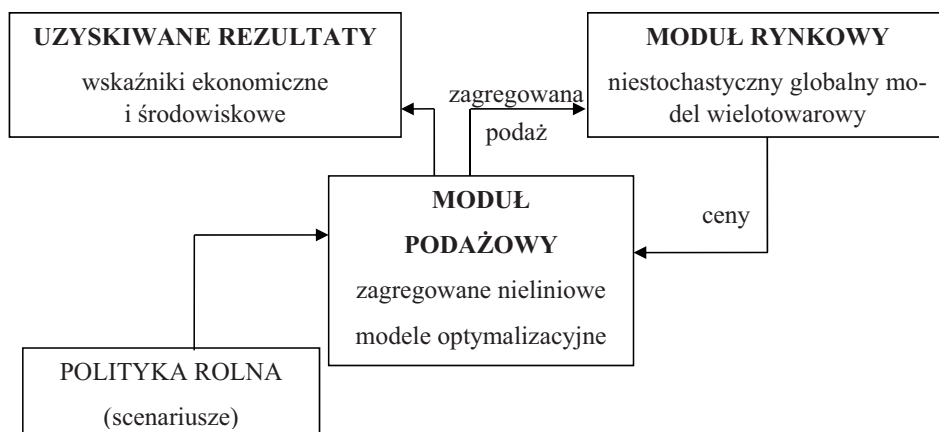 UZYSKIWANE REZULTATY
wskaźniki ekonomiczne
i środowiskowe
zagregowana
podaż
MODUŁ RYNKOWY
niestochastyczny globalny mo-
del wielotowarowy
ceny
MODUŁ
PODAŻOWY
zagregowane nieliniowe
modele optymalizacyjne
POLITYKA ROLNA
(scenariusze)